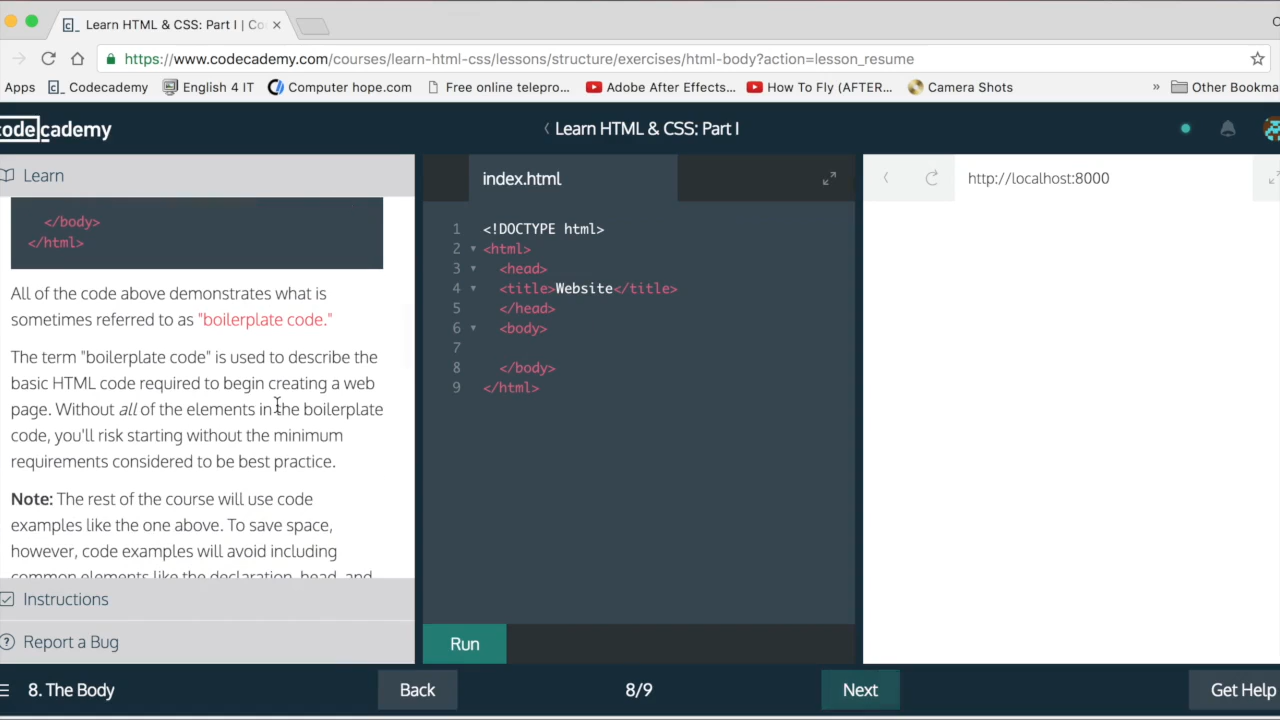 Learn HTML & CSS: Part I | Co
https://www.codecademy.com/courses/learn-html-css/lessons/structure/exercises/html-body?action=lesson_resume
Apps Codecademy English 4 IT Computer hope.com Free online telepro... Adobe After Effects... How To Fly (AFTER... Camera Shots » Other Bookma
codecademy
Learn HTML & CSS: Part I
Learn
</body>
</html>
All of the code above demonstrates what is
sometimes referred to as "boilerplate code."
The term "boilerplate code" is used to describe the
basic HTML code required to begin creating a web
page. Without all of the elements in the boilerplate
code, you'll risk starting without the minimum
requirements considered to be best practice.
Note: The rest of the course will use code
examples like the one above. To save space,
however, code examples will avoid including
common elements like the declaration, head, and
Instructions
Report a Bug
index.html
1 <!DOCTYPE html>
2 <html>
3 <head>
4 <title>Website</title>
5 </head>
6 <body>
7
8 </body>
9 </html>
Run
http://localhost:8000
8. The Body
Back
8/9
Next
Get Help